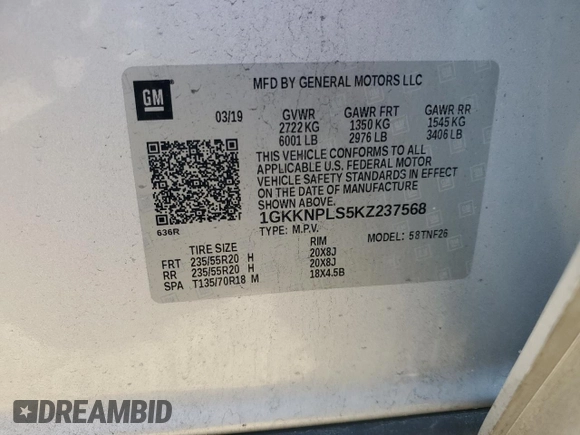 GM
MFD BY GENERAL MOTORS LLC
03/19 GVWR GAWR FRT GAWR RR
2722 KG 1350 KG 1545 KG
6001 LB 2976 LB 3406 LB
THIS VEHICLE CONFORMS TO ALL
APPLICABLE U.S. FEDERAL MOTOR
VEHICLE SAFETY STANDARDS IN EFFECT
ON THE DATE OF MANUFACTURE
SHOWN ABOVE.
1GKKNPLS5KZ237568
636R TYPE: M.P.V. MODEL: 58TNF26
TIRE SIZE RIM
FRT 235/55R20 H 20X8J
RR 235/55R20 H 20X8J
SPA T135/70R18 M 18X4.5B
DREAMBID